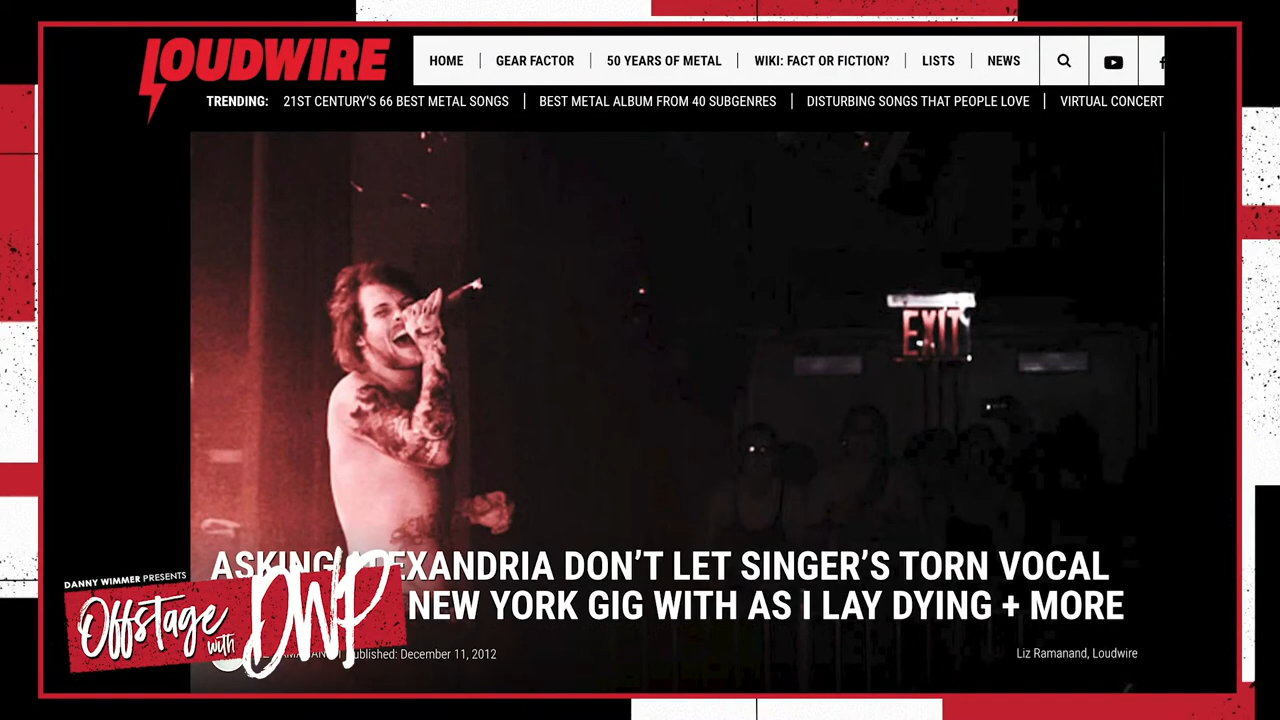 LOUDWIRE
HOME GEAR FACTOR 50 YEARS OF METAL WIKI: FACT OR FICTION? LISTS NEWS
TRENDING: 21ST CENTURY'S 66 BEST METAL SONGS BEST METAL ALBUM FROM 40 SUBGENRES DISTURBING SONGS THAT PEOPLE LOVE VIRTUAL CONCERT
EXIT
ASKING EXANDRIA DON'T LET SINGER'S TORN VOCAL
NEW YORK GIG WITH AS I LAY DYING + MORE
Published: December 11, 2012
Liz Ramanand, Loudwire
DANNY WIMMER PRESENTS
Offstage with DWP